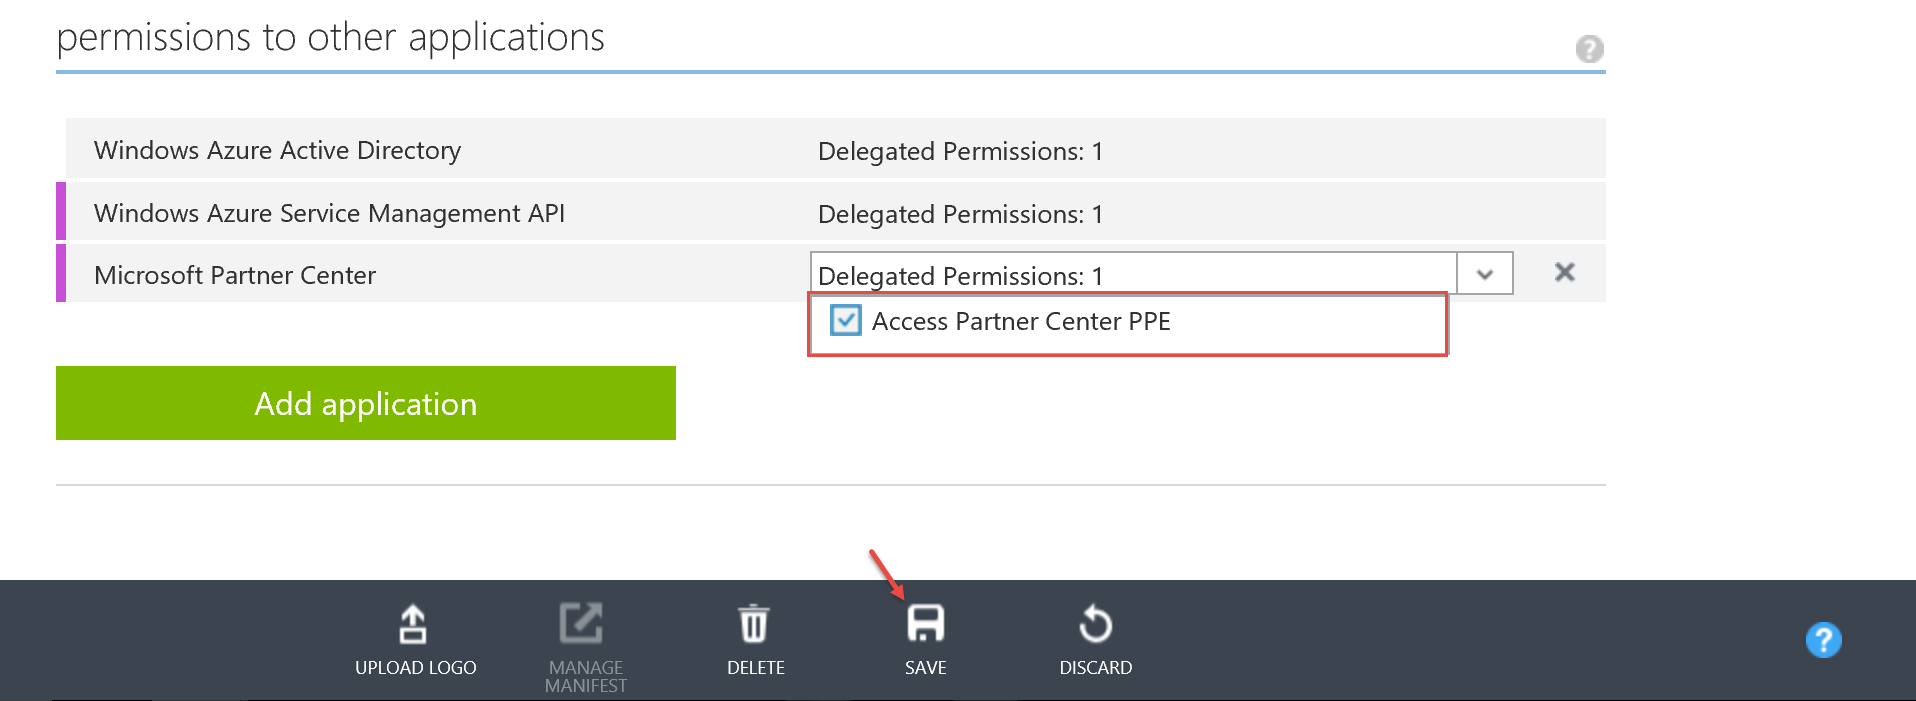 permissions to other applications
?
Windows Azure Active Directory Delegated Permissions: 1
Windows Azure Service Management API Delegated Permissions: 1
Microsoft Partner Center Delegated Permissions: 1
Access Partner Center PPE
Add application
UPLOAD LOGO
MANAGE
MANIFEST
DELETE
SAVE
DISCARD
?